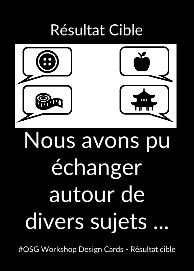 Résultat Cible
Nous avons pu
échanger
autour de
divers sujets ...
#OSG Workshop Design Cards - Résultat cible